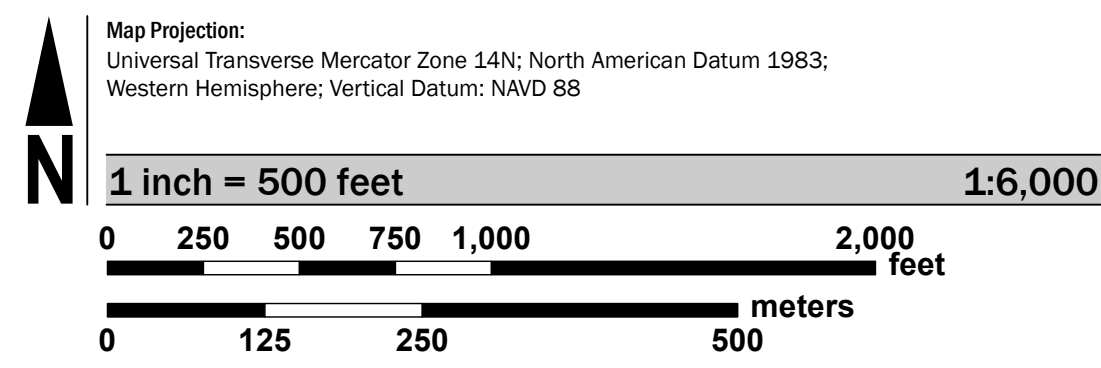 Map Projection:
Universal Transverse Mercator Zone 14N; North American Datum 1983;
Western Hemisphere; Vertical Datum: NAVD 88
N
1 inch = 500 feet 1:6,000
0 250 500 750 1,000 2,000
feet
meters
0 125 250 500